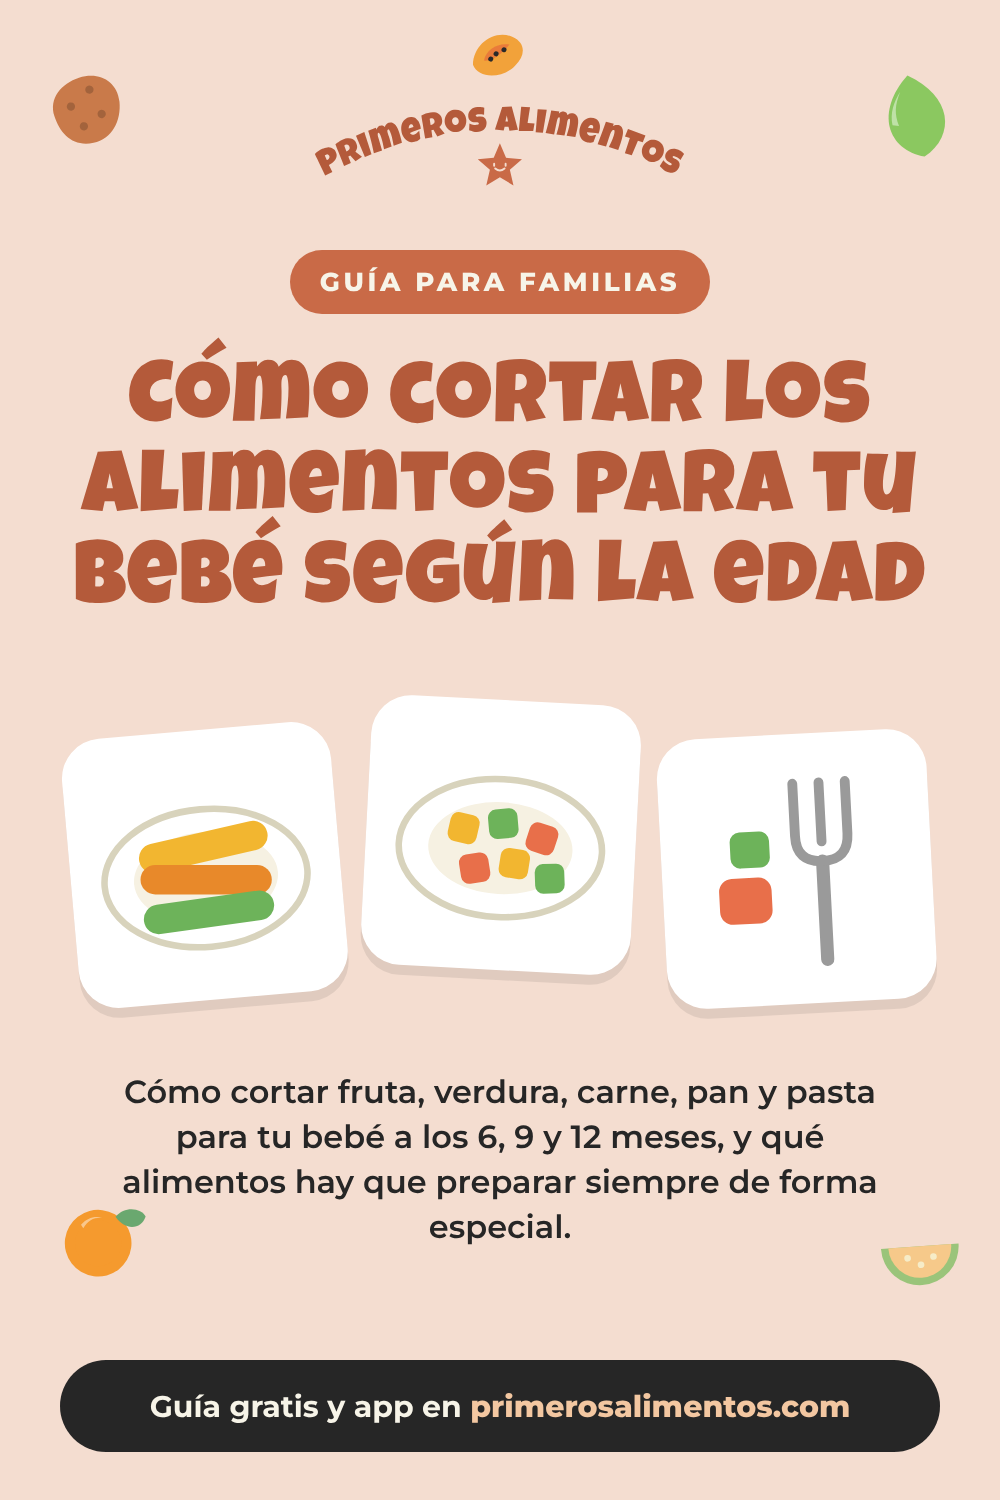 PRIMEROS ALIMENTOS
GUÍA PARA FAMILIAS
CÓMO CORTAR LOS
ALIMENTOS PARA TU
BEBÉ SEGÚN LA EDAD
Cómo cortar fruta, verdura, carne, pan y pasta
para tu bebé a los 6, 9 y 12 meses, y qué
alimentos hay que preparar siempre de forma
especial.
Guía gratis y app en primerosalimentos.com